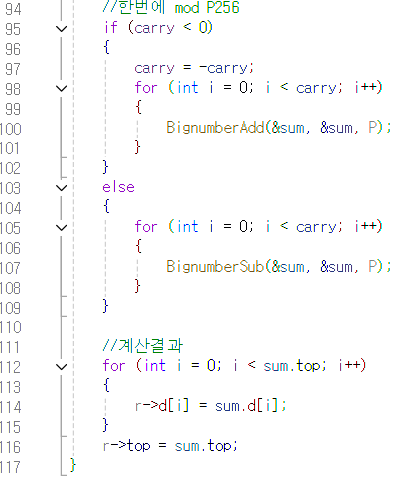 94 //한번에 mod P256
95 if (carry < 0)
96 {
97 carry = -carry;
98 for (int i = 0; i < carry; i++)
99 {
100 BignumberAdd(&sum, &sum, P);
101 }
102 }
103 else
104 {
105 for (int i = 0; i < carry; i++)
106 {
107 BignumberSub(&sum, &sum, P);
108 }
109 }
110
111 //계산결과
112 for (int i = 0; i < sum.top; i++)
113 {
114 r->d[i] = sum.d[i];
115 }
116 r->top = sum.top;
117 }